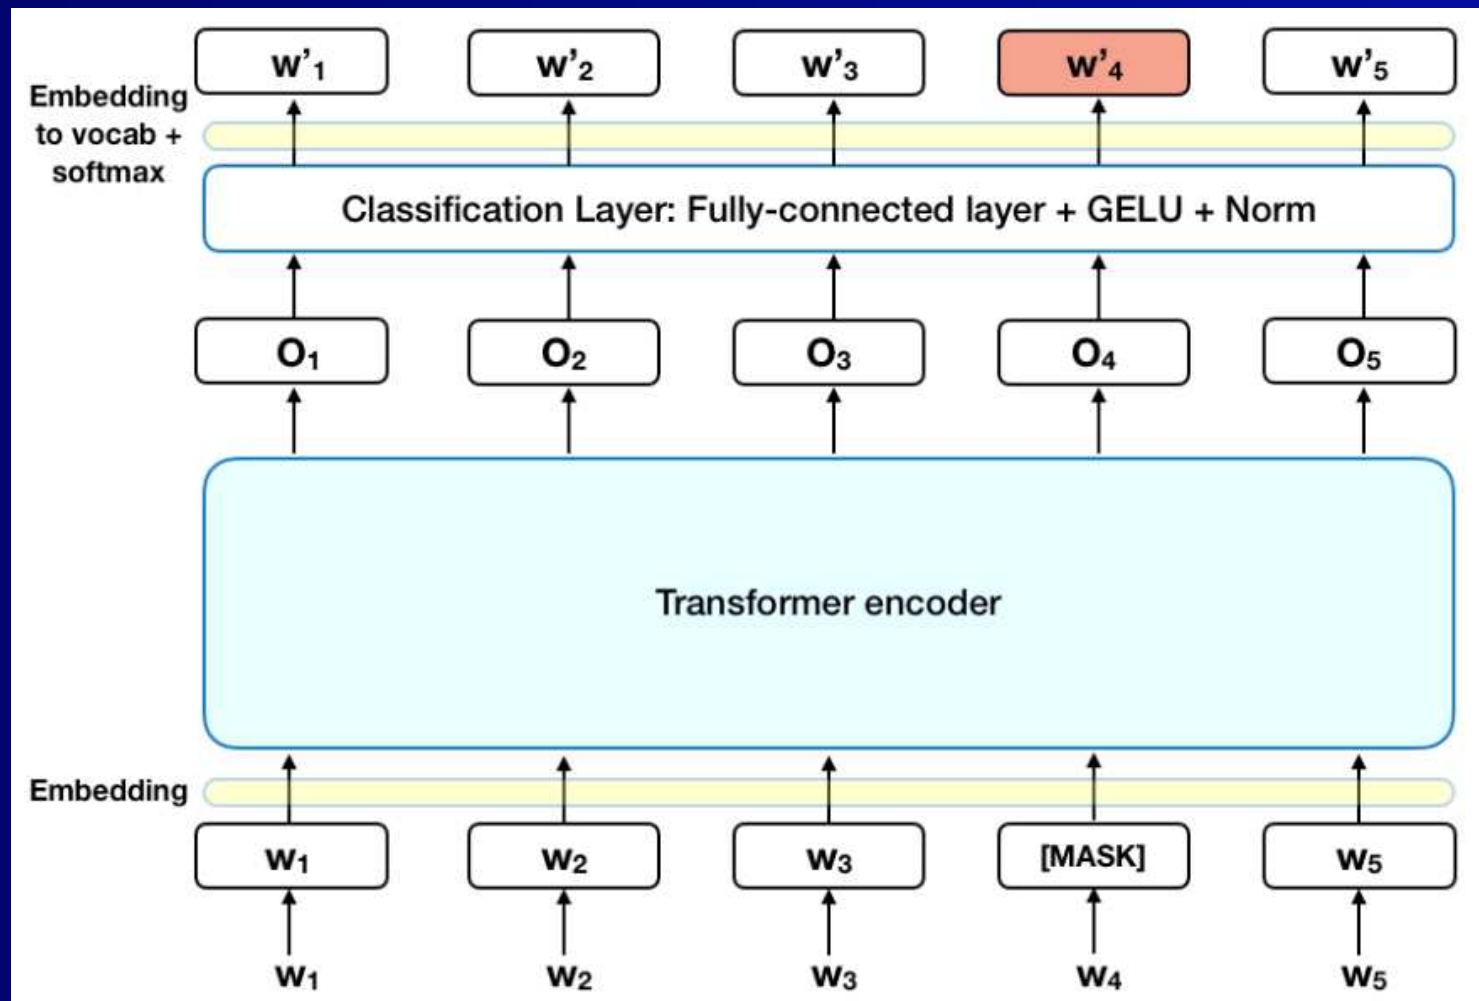 w'₁ w'₂ w'₃ w'₄ w'₅
Embedding
to vocab +
softmax
Classification Layer: Fully-connected layer + GELU + Norm
O₁ O₂ O₃ O₄ O₅
Transformer encoder
Embedding
w₁ w₂ w₃ [MASK] w₅
w₁ w₂ w₃ w₄ w₅